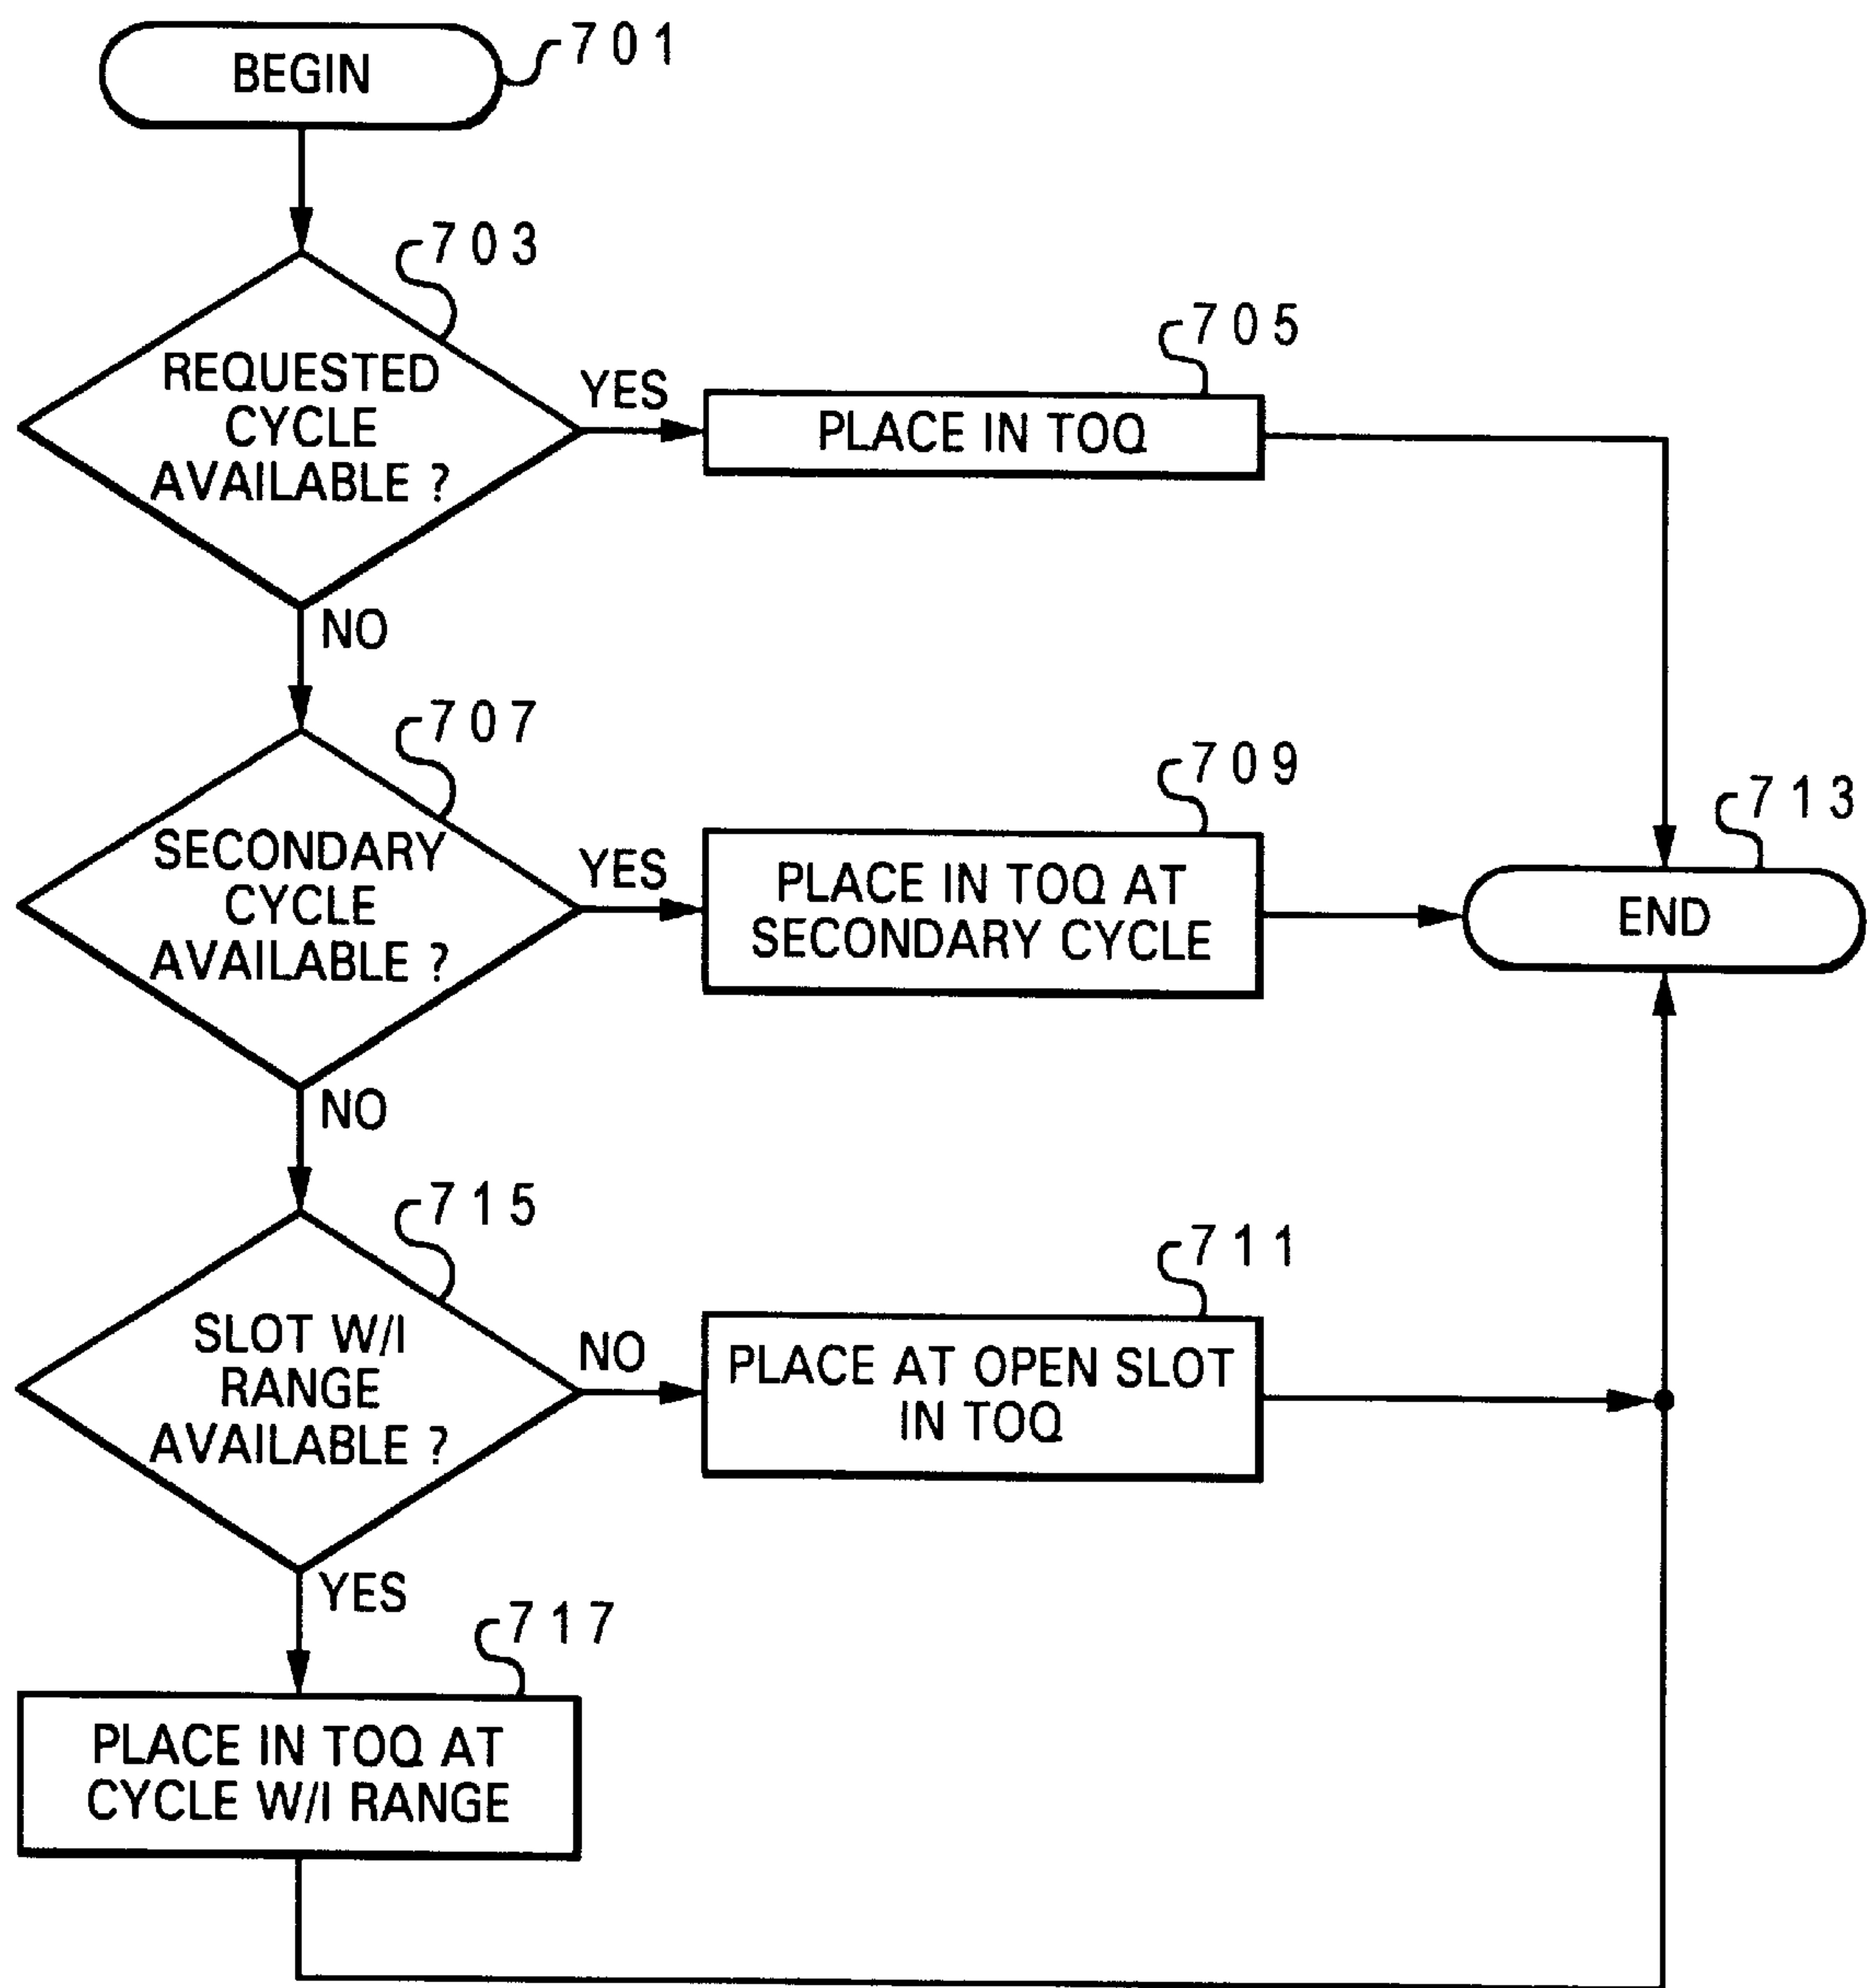 BEGIN
701
703
REQUESTED
CYCLE
AVAILABLE ?
YES
705
PLACE IN TOQ
NO
707
SECONDARY
CYCLE
AVAILABLE ?
YES
709
PLACE IN TOQ AT
SECONDARY CYCLE
713
END
NO
715
SLOT W/I
RANGE
AVAILABLE ?
NO
711
PLACE AT OPEN SLOT
IN TOQ
YES
717
PLACE IN TOQ AT
CYCLE W/I RANGE